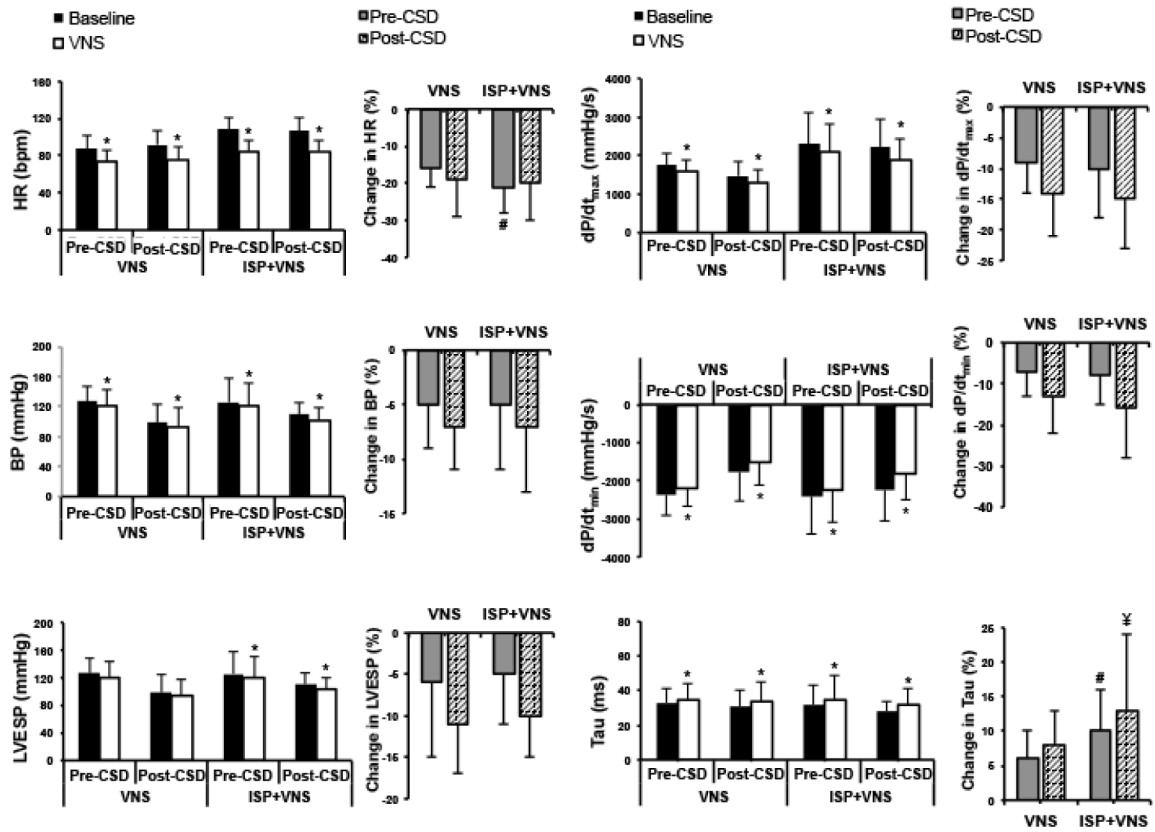 Baseline
VNS
Pre-CSD
Post-CSD
Baseline
VNS
Pre-CSD
Post-CSD
HR (bpm)
160
120
80
40
0
* * * *
Pre-CSD Post-CSD Pre-CSD Post-CSD
VNS ISP+VNS
Change in HR (%)
VNS ISP+VNS
0
-10
-20
-30
-40
#
dP/dtmax (mmHg/s)
4000
3000
2000
1000
0
* * * *
Pre-CSD Post-CSD Pre-CSD Post-CSD
VNS ISP+VNS
Change in dP/dtmax (%)
VNS ISP+VNS
0
-5
-10
-16
-20
-26
BP (mmHg)
200
160
120
80
40
0
* * * *
Pre-CSD Post-CSD Pre-CSD Post-CSD
VNS ISP+VNS
Change in BP (%)
VNS ISP+VNS
0
-5
-10
-15
dP/dtmin (mmHg/s)
VNS ISP+VNS
Pre-CSD Post-CSD Pre-CSD Post-CSD
0
-1000
-2000
-3000
-4000
* * * *
Change in dP/dtmin (%)
VNS ISP+VNS
0
-10
-20
-30
-40
LVESP (mmHg)
200
160
120
80
40
0
* *
Pre-CSD Post-CSD Pre-CSD Post-CSD
VNS ISP+VNS
Change in LVESP (%)
VNS ISP+VNS
0
-5
-10
-15
-20
Tau (ms)
100
80
60
40
20
0
* * * *
Pre-CSD Post-CSD Pre-CSD Post-CSD
VNS ISP+VNS
Change in Tau (%)
26
20
15
10
5
0
# ¥
VNS ISP+VNS